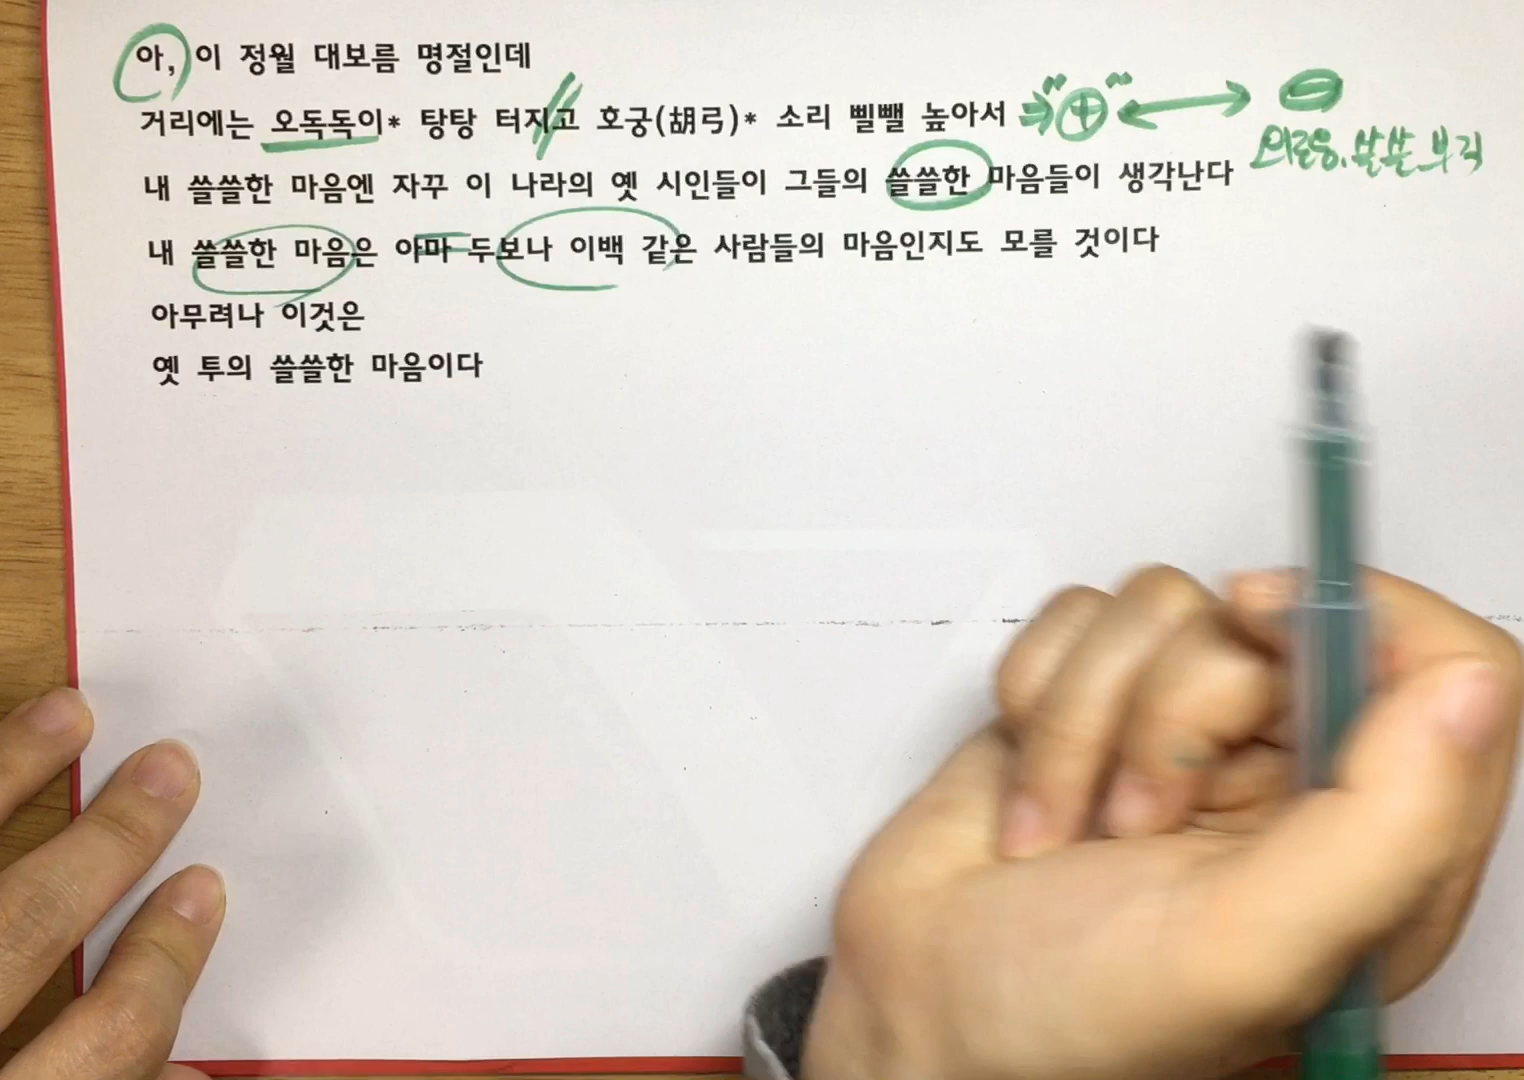 아, 이 정월 대보름 명절인데
거리에는 오독독이* 탕탕 터지고 호궁(胡弓)* 소리 삘뺄 높아서 ⇒ "+" ↔ −
외로움, 쓸쓸
내 쓸쓸한 마음엔 자꾸 이 나라의 옛 시인들이 그들의 쓸쓸한 마음들이 생각난다
내 쓸쓸한 마음은 아마 두보나 이백 같은 사람들의 마음인지도 모를 것이다
아무려나 이것은
옛 투의 쓸쓸한 마음이다